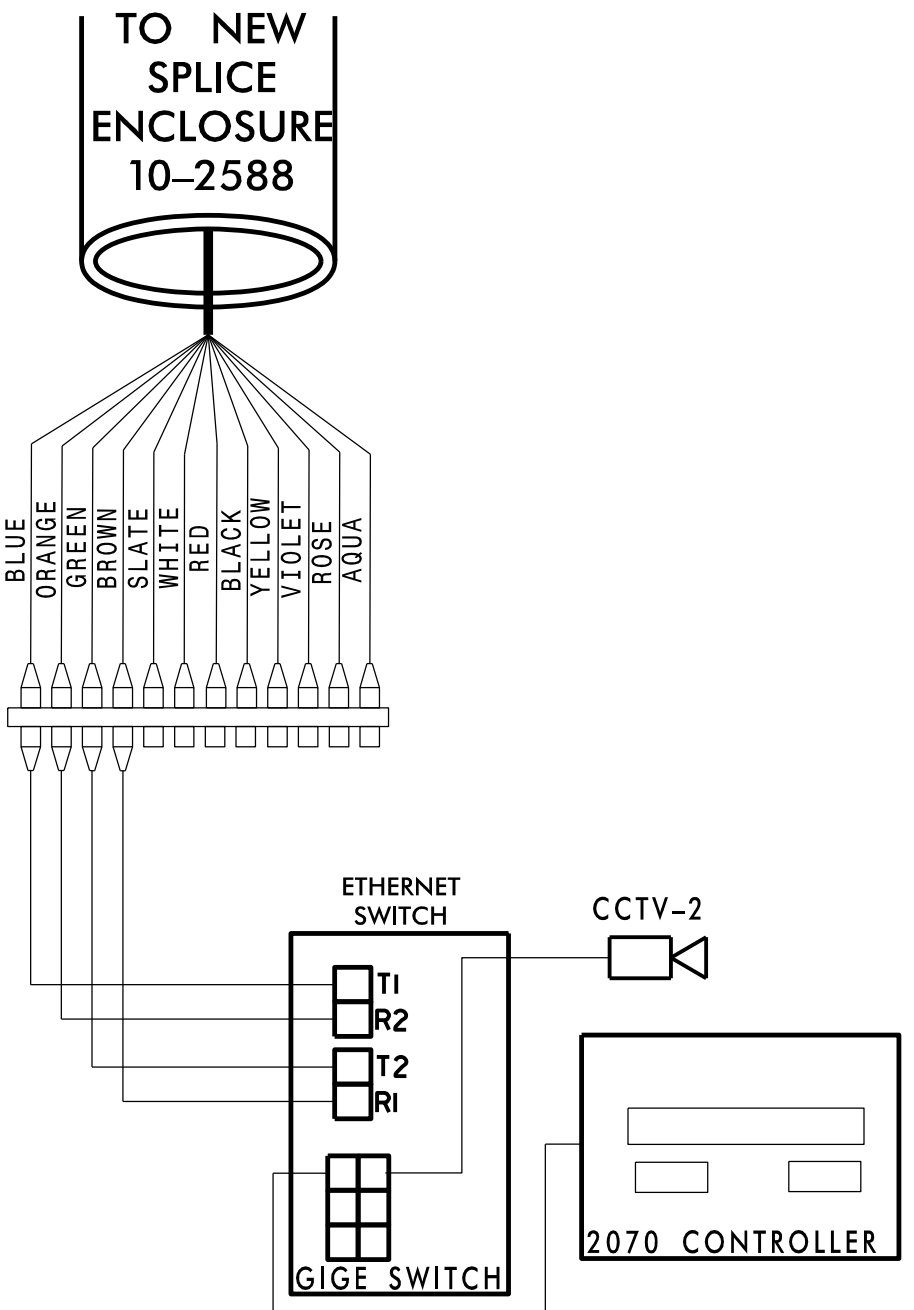 TO NEW
SPLICE
ENCLOSURE
10–2588
BLUE
ORANGE
GREEN
BROWN
SLATE
WHITE
RED
BLACK
YELLOW
VIOLET
ROSE
AQUA
ETHERNET
SWITCH
CCTV–2
T1
R2
T2
R1
2070 CONTROLLER
GIGE SWITCH